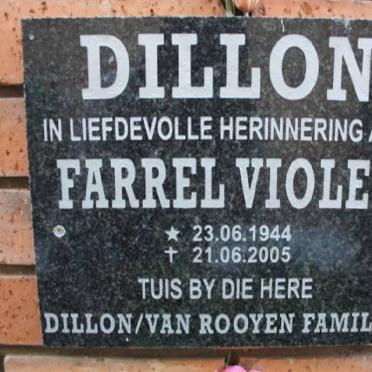 DILLON
IN LIEFDEVOLLE HERINNERING
FARREL VIOLE
★ 23.06.1944
✝ 21.06.2005
TUIS BY DIE HERE
DILLON/VAN ROOYEN FAMIL